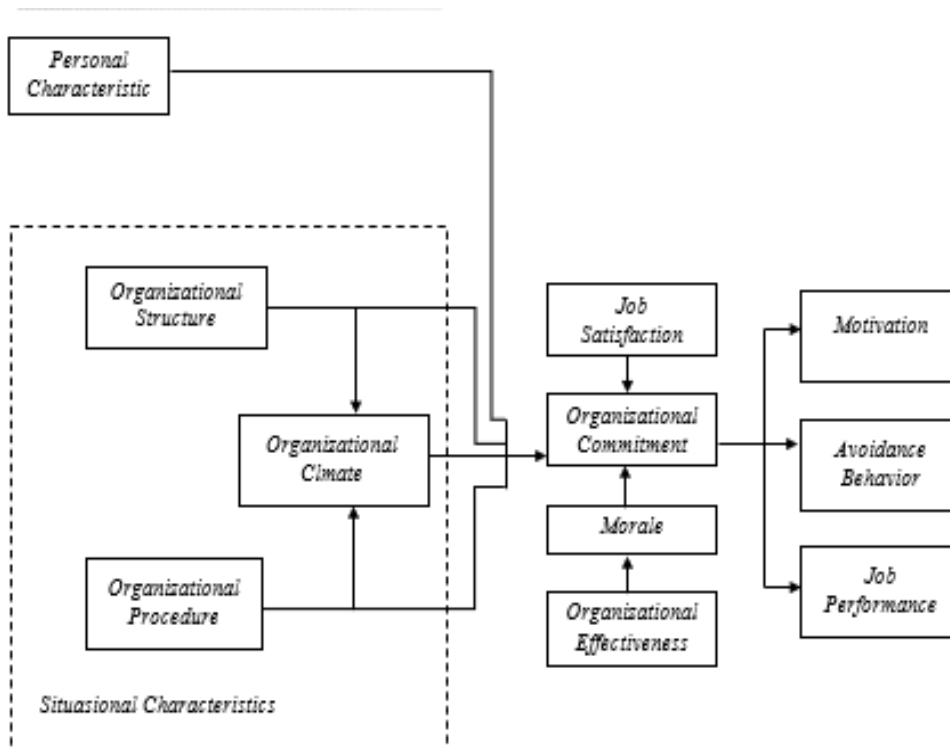 Personal
Characteristic
Organizational
Structure
Job
Satisfaction
Motivation
Organizational
Clmate
Organizational
Commitment
Avoidance
Behavior
Morale
Organizational
Procedure
Organizational
Effectiveness
Job
Performance
Situasional Characteristics